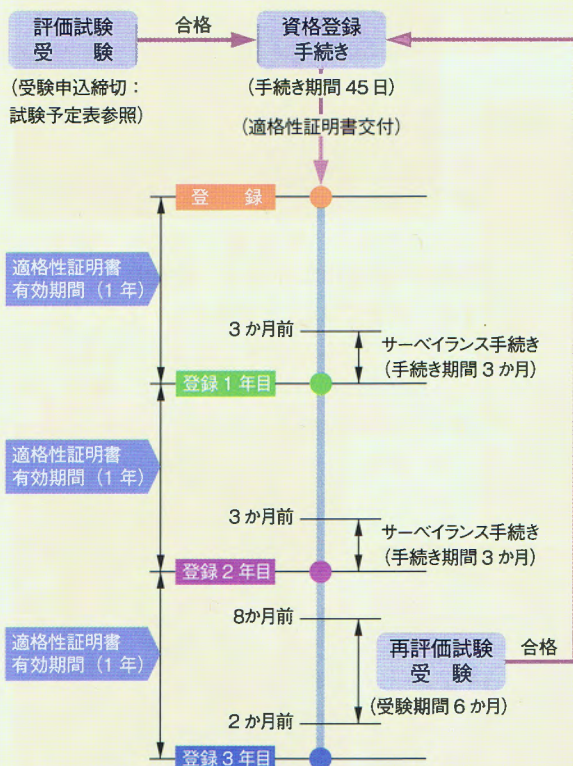 評価試験
受　験
合格
資格登録
手続き
(受験申込締切：
試験予定表参照)
(手続き期間 45 日)
(適格性証明書交付)
登　録
適格性証明書
有効期間（1 年）
3 か月前
サーベイランス手続き
(手続き期間 3 か月)
登録 1 年目
適格性証明書
有効期間（1 年）
3 か月前
サーベイランス手続き
(手続き期間 3 か月)
登録 2 年目
8か月前
適格性証明書
有効期間（1 年）
再評価試験
受　験
合格
(受験期間 6 か月)
2 か月前
登録 3 年目